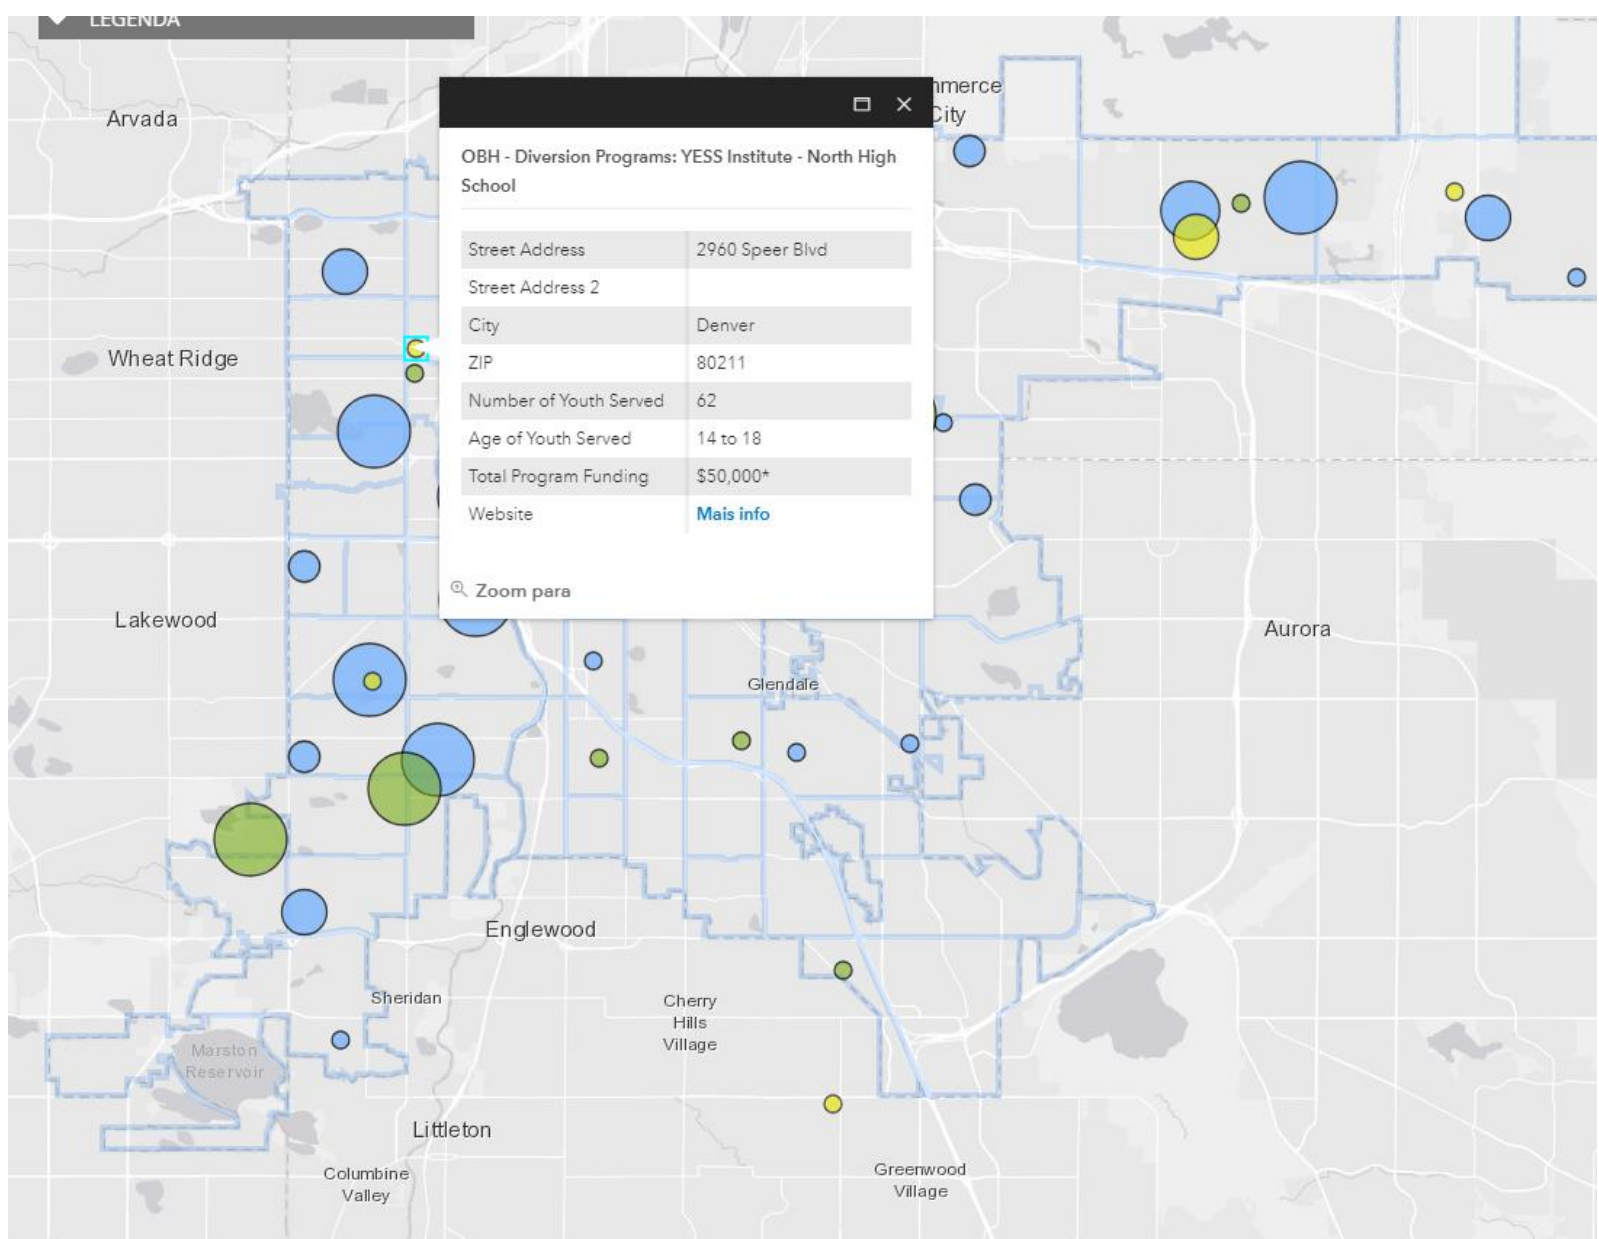 LEGENDA
Arvada
City
OBH - Diversion Programs: YESS Institute - North High
School
Street Address 2960 Speer Blvd
Street Address 2
City Denver
ZIP 80211
Number of Youth Served 62
Age of Youth Served 14 to 18
Total Program Funding $50,000*
Website Mais info
Zoom para
Wheat Ridge
Lakewood
Aurora
Glendale
Englewood
Sheridan
Cherry
Hills
Village
Marston
Reservoir
Littleton
Columbine
Valley
Greenwood
Village